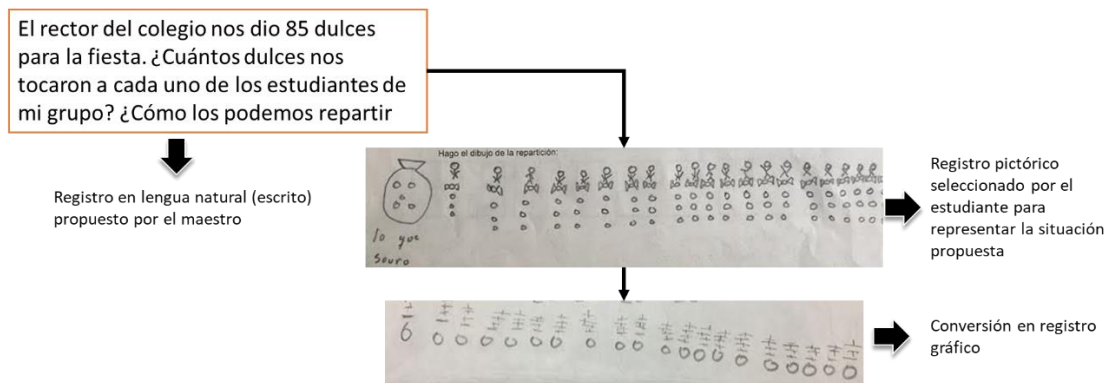 El rector del colegio nos dio 85 dulces
para la fiesta. ¿Cuántos dulces nos
tocaron a cada uno de los estudiantes de
mi grupo? ¿Cómo los podemos repartir
Registro en lengua natural (escrito)
propuesto por el maestro
Hago el dibujo de la repartición:
lo que
Sovro
Registro pictórico
seleccionado por el
estudiante para
representar la situación
propuesta
Conversión en registro
gráfico